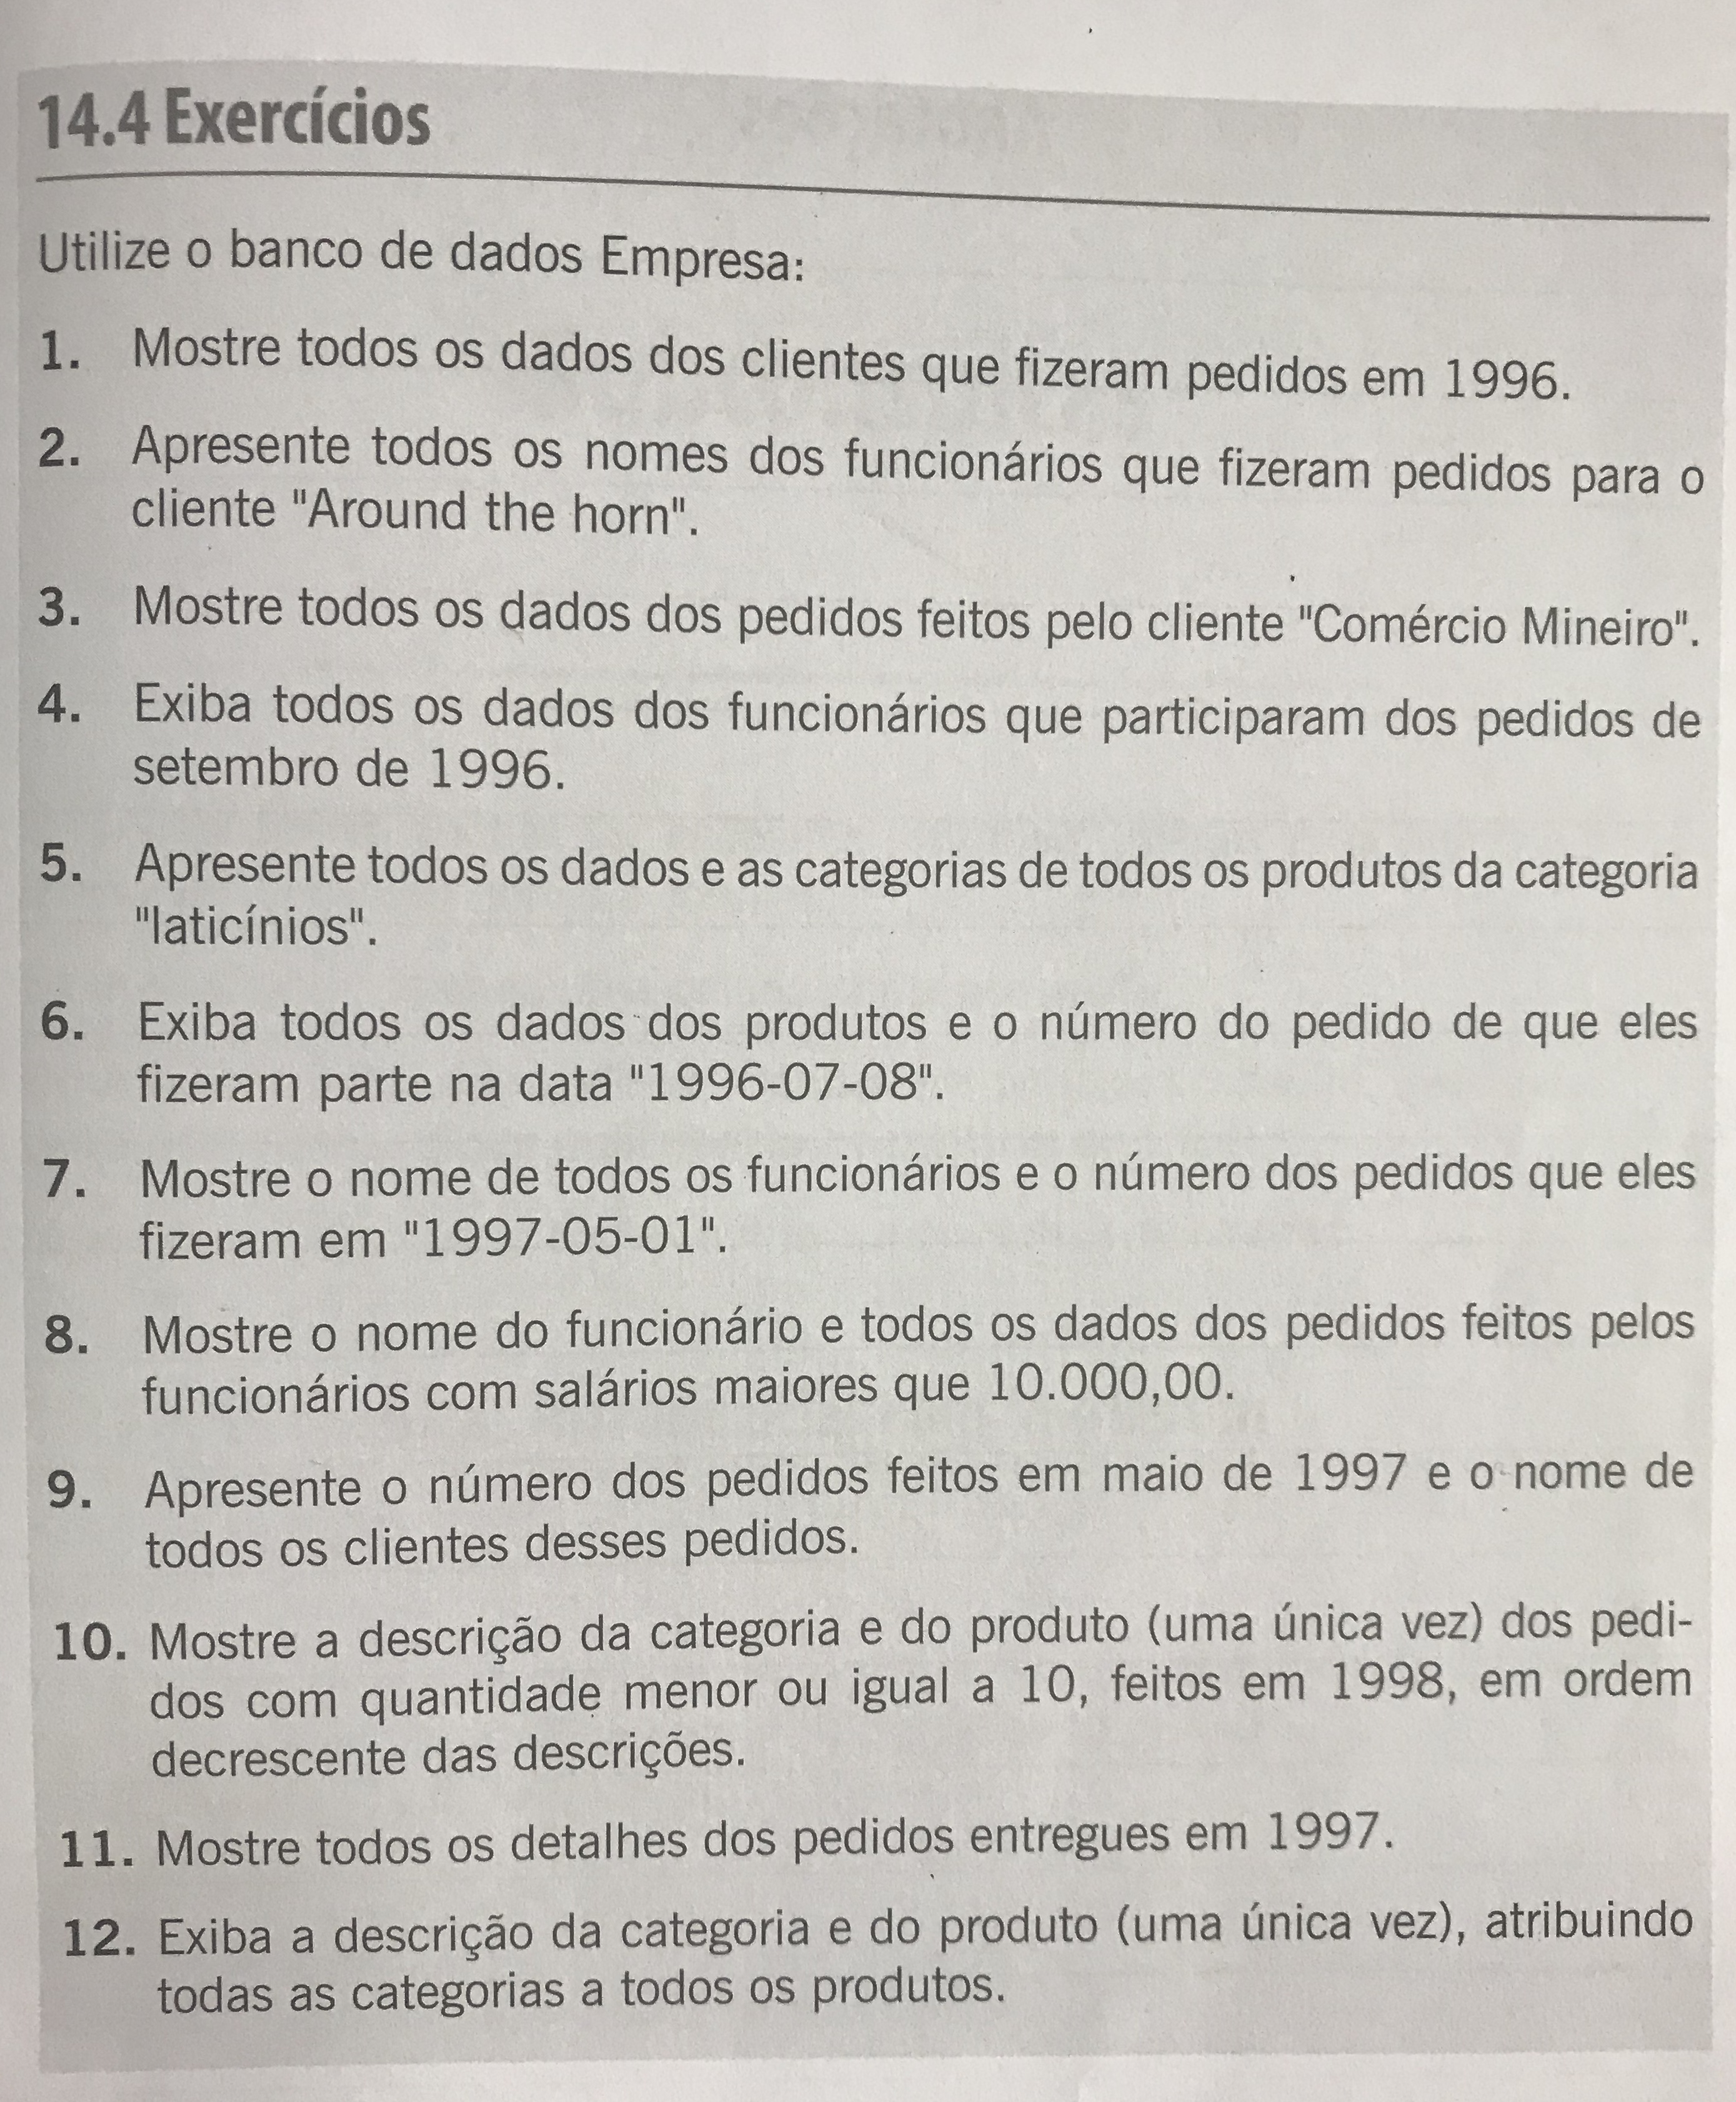 14.4 Exercícios
Utilize o banco de dados Empresa:
1. Mostre todos os dados dos clientes que fizeram pedidos em 1996.
2. Apresente todos os nomes dos funcionários que fizeram pedidos para o
cliente "Around the horn".
3. Mostre todos os dados dos pedidos feitos pelo cliente "Comércio Mineiro".
4. Exiba todos os dados dos funcionários que participaram dos pedidos de
setembro de 1996.
5. Apresente todos os dados e as categorias de todos os produtos da categoria
"laticínios".
6. Exiba todos os dados dos produtos e o número do pedido de que eles
fizeram parte na data "1996-07-08".
7. Mostre o nome de todos os funcionários e o número dos pedidos que eles
fizeram em "1997-05-01".
8. Mostre o nome do funcionário e todos os dados dos pedidos feitos pelos
funcionários com salários maiores que 10.000,00.
9. Apresente o número dos pedidos feitos em maio de 1997 e o nome de
todos os clientes desses pedidos.
10. Mostre a descrição da categoria e do produto (uma única vez) dos pedi-
dos com quantidade menor ou igual a 10, feitos em 1998, em ordem
decrescente das descrições.
11. Mostre todos os detalhes dos pedidos entregues em 1997.
12. Exiba a descrição da categoria e do produto (uma única vez), atribuindo
todas as categorias a todos os produtos.